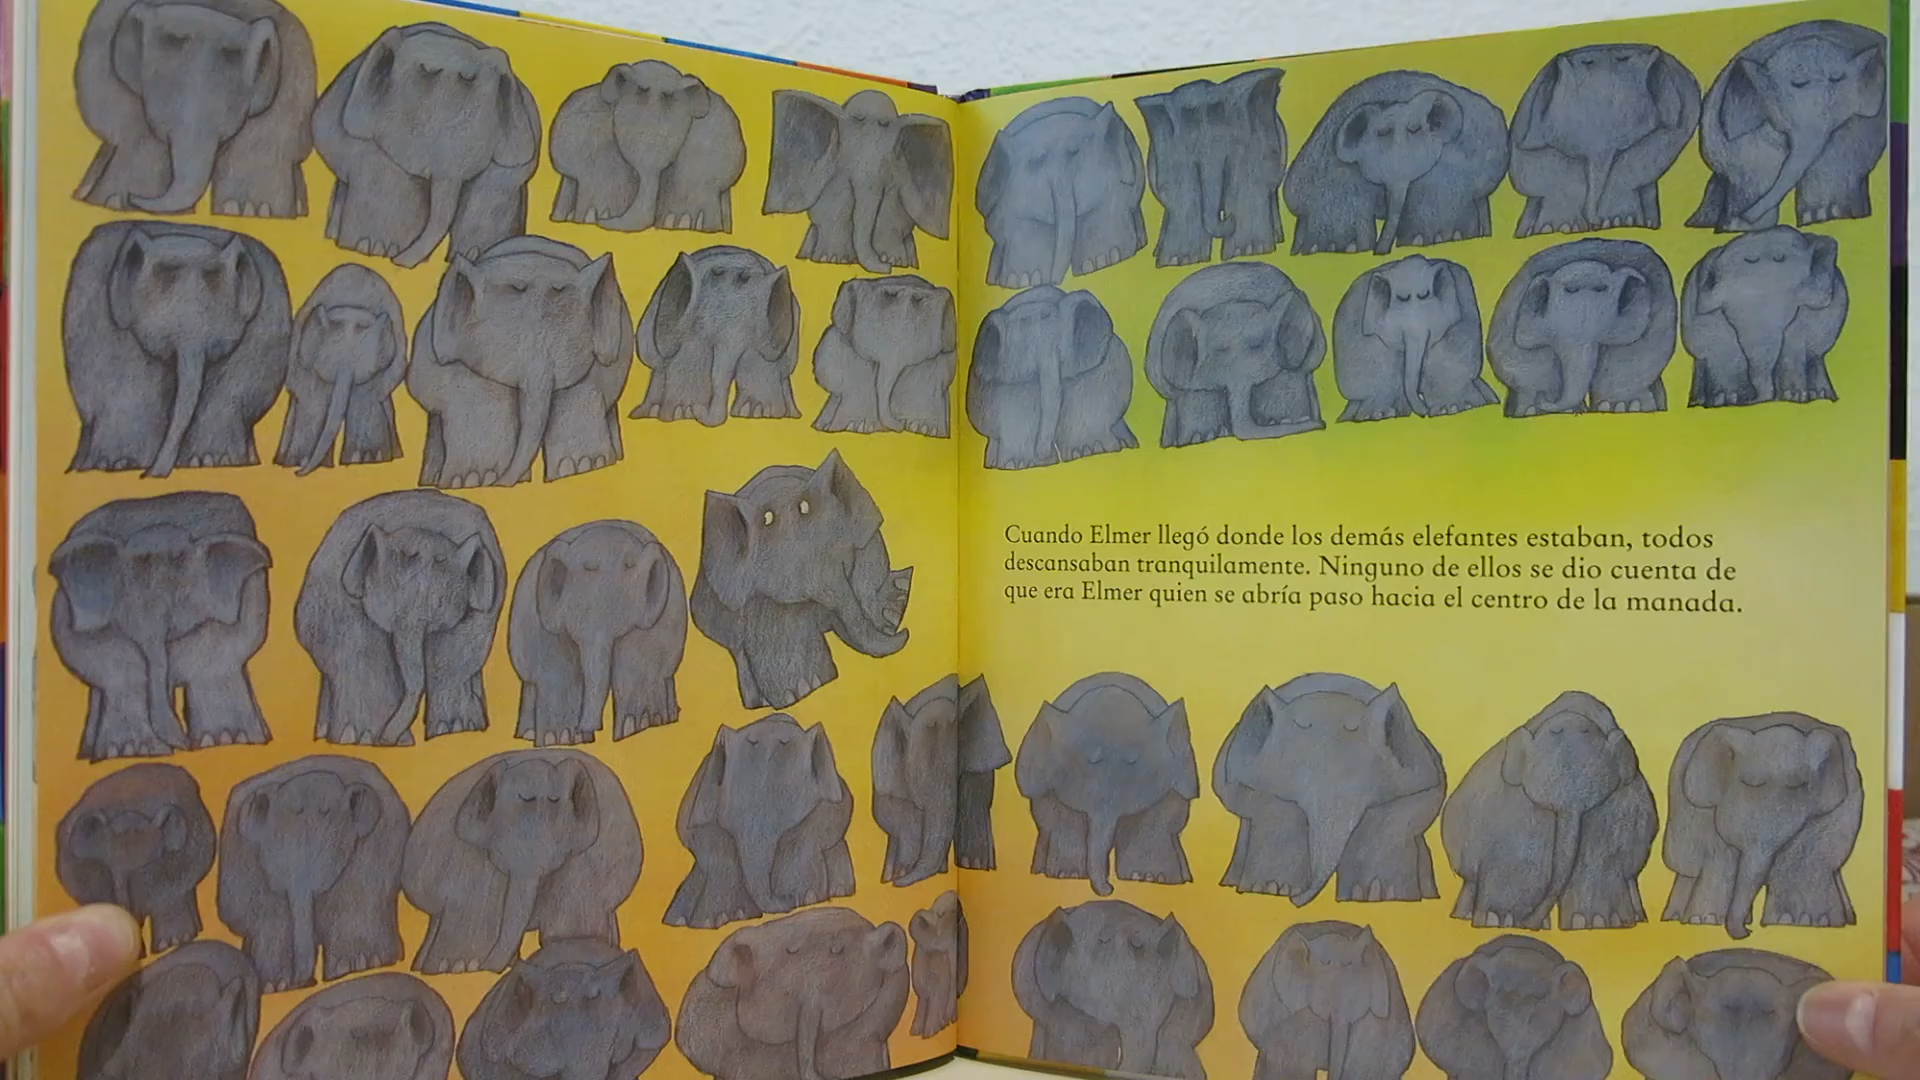 Cuando Elmer llegó donde los demás elefantes estaban, todos
descansaban tranquilamente. Ninguno de ellos se dio cuenta de
que era Elmer quien se abría paso hacia el centro de la manada.